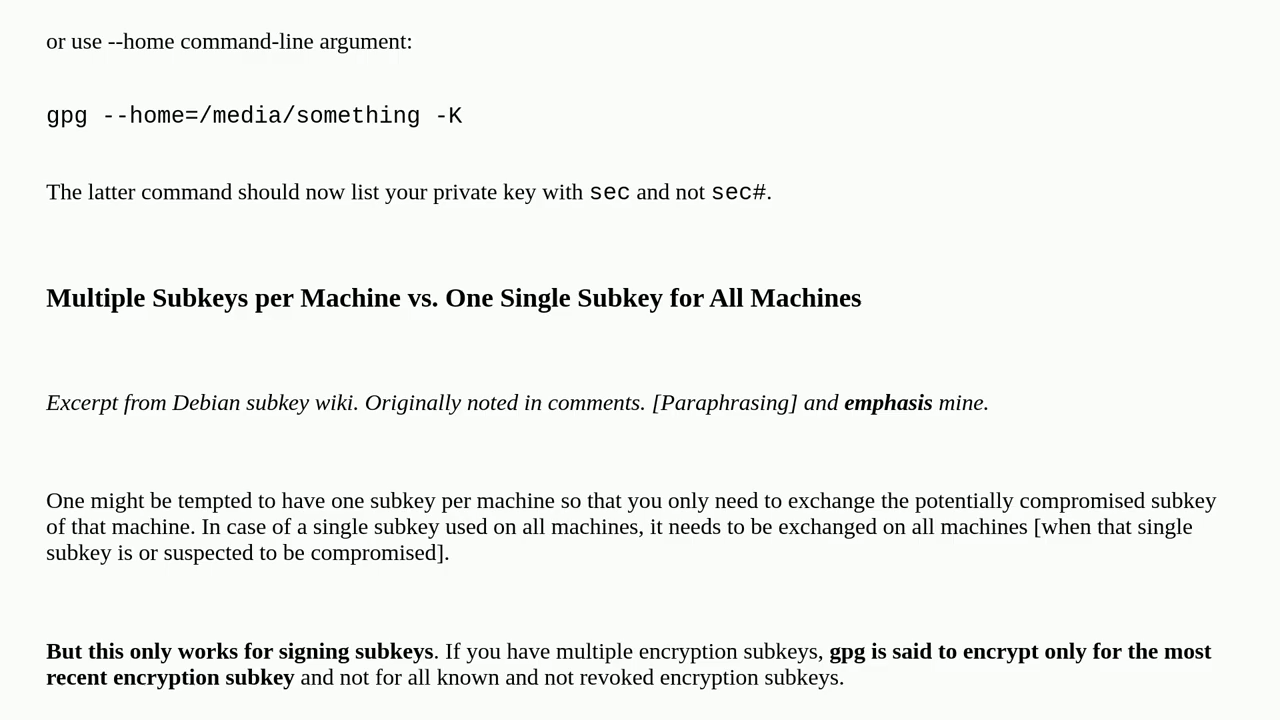 or use --home command-line argument:
gpg --home=/media/something -K
The latter command should now list your private key with sec and not sec#.
Multiple Subkeys per Machine vs. One Single Subkey for All Machines
Excerpt from Debian subkey wiki. Originally noted in comments. [Paraphrasing] and emphasis mine.
One might be tempted to have one subkey per machine so that you only need to exchange the potentially compromised subkey
of that machine. In case of a single subkey used on all machines, it needs to be exchanged on all machines [when that single
subkey is or suspected to be compromised].
But this only works for signing subkeys. If you have multiple encryption subkeys, gpg is said to encrypt only for the most
recent encryption subkey and not for all known and not revoked encryption subkeys.